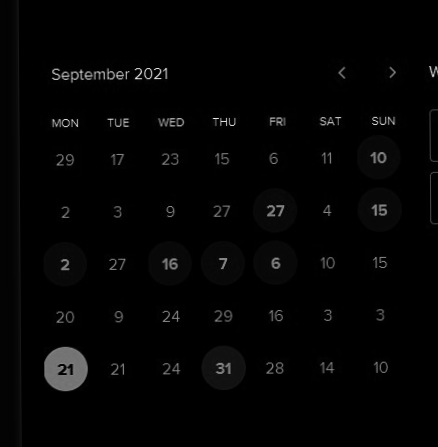 September 2021
W
MON TUE WED THU FRI SAT SUN
29 17 23 15 6 11 10
2 3 9 27 27 4 15
2 27 16 7 6 10 15
20 9 24 29 16 3 3
21 21 24 31 28 14 10